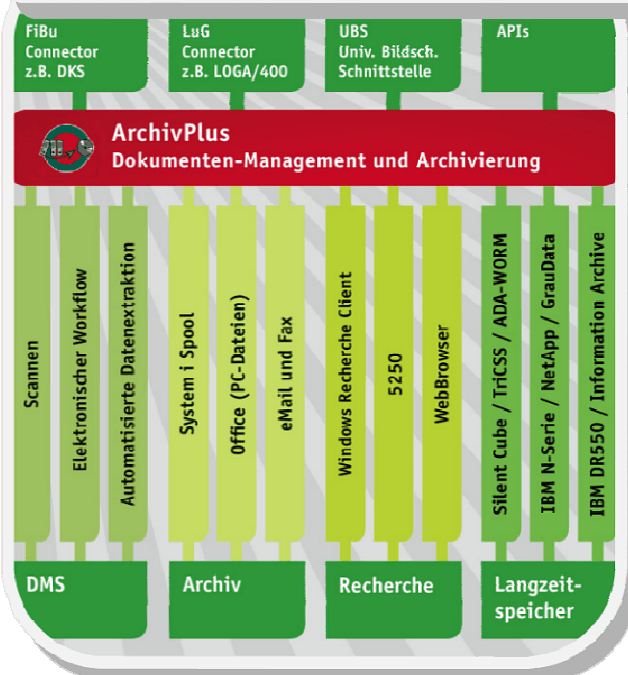 FiBu
Connector
z.B. DKS
LuG
Connector
z.B. LOGA/400
UBS
Univ. Bildsch.
Schnittstelle
APIs
ArchivPlus
Dokumenten-Management und Archivierung
Scannen
Elektronischer Workflow
Automatisierte Datenextraktion
System i Spool
Office (PC-Dateien)
eMail und Fax
Windows Recherche Client
5250
WebBrowser
Silent Cube / TriCSS / ADA-WORM
IBM N-Serie / NetApp / GrauData
IBM DR550 / Information Archive
DMS
Archiv
Recherche
Langzeit-
speicher